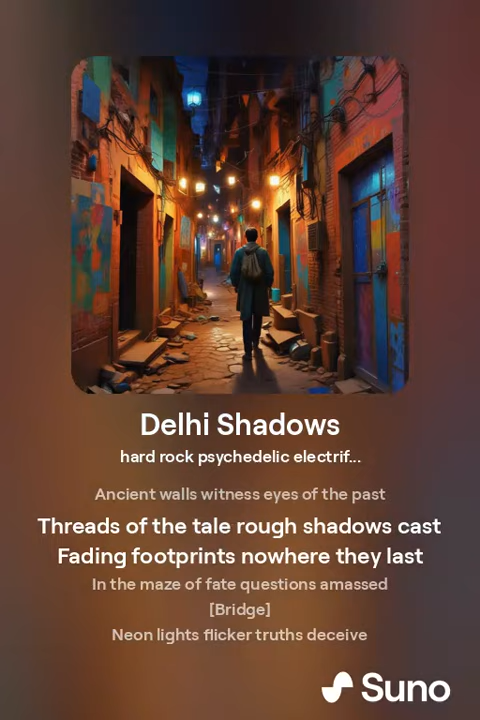 Delhi Shadows
hard rock psychedelic electrif...
Ancient walls witness eyes of the past
Threads of the tale rough shadows cast
Fading footprints nowhere they last
In the maze of fate questions amassed
[Bridge]
Neon lights flicker truths deceive
Suno